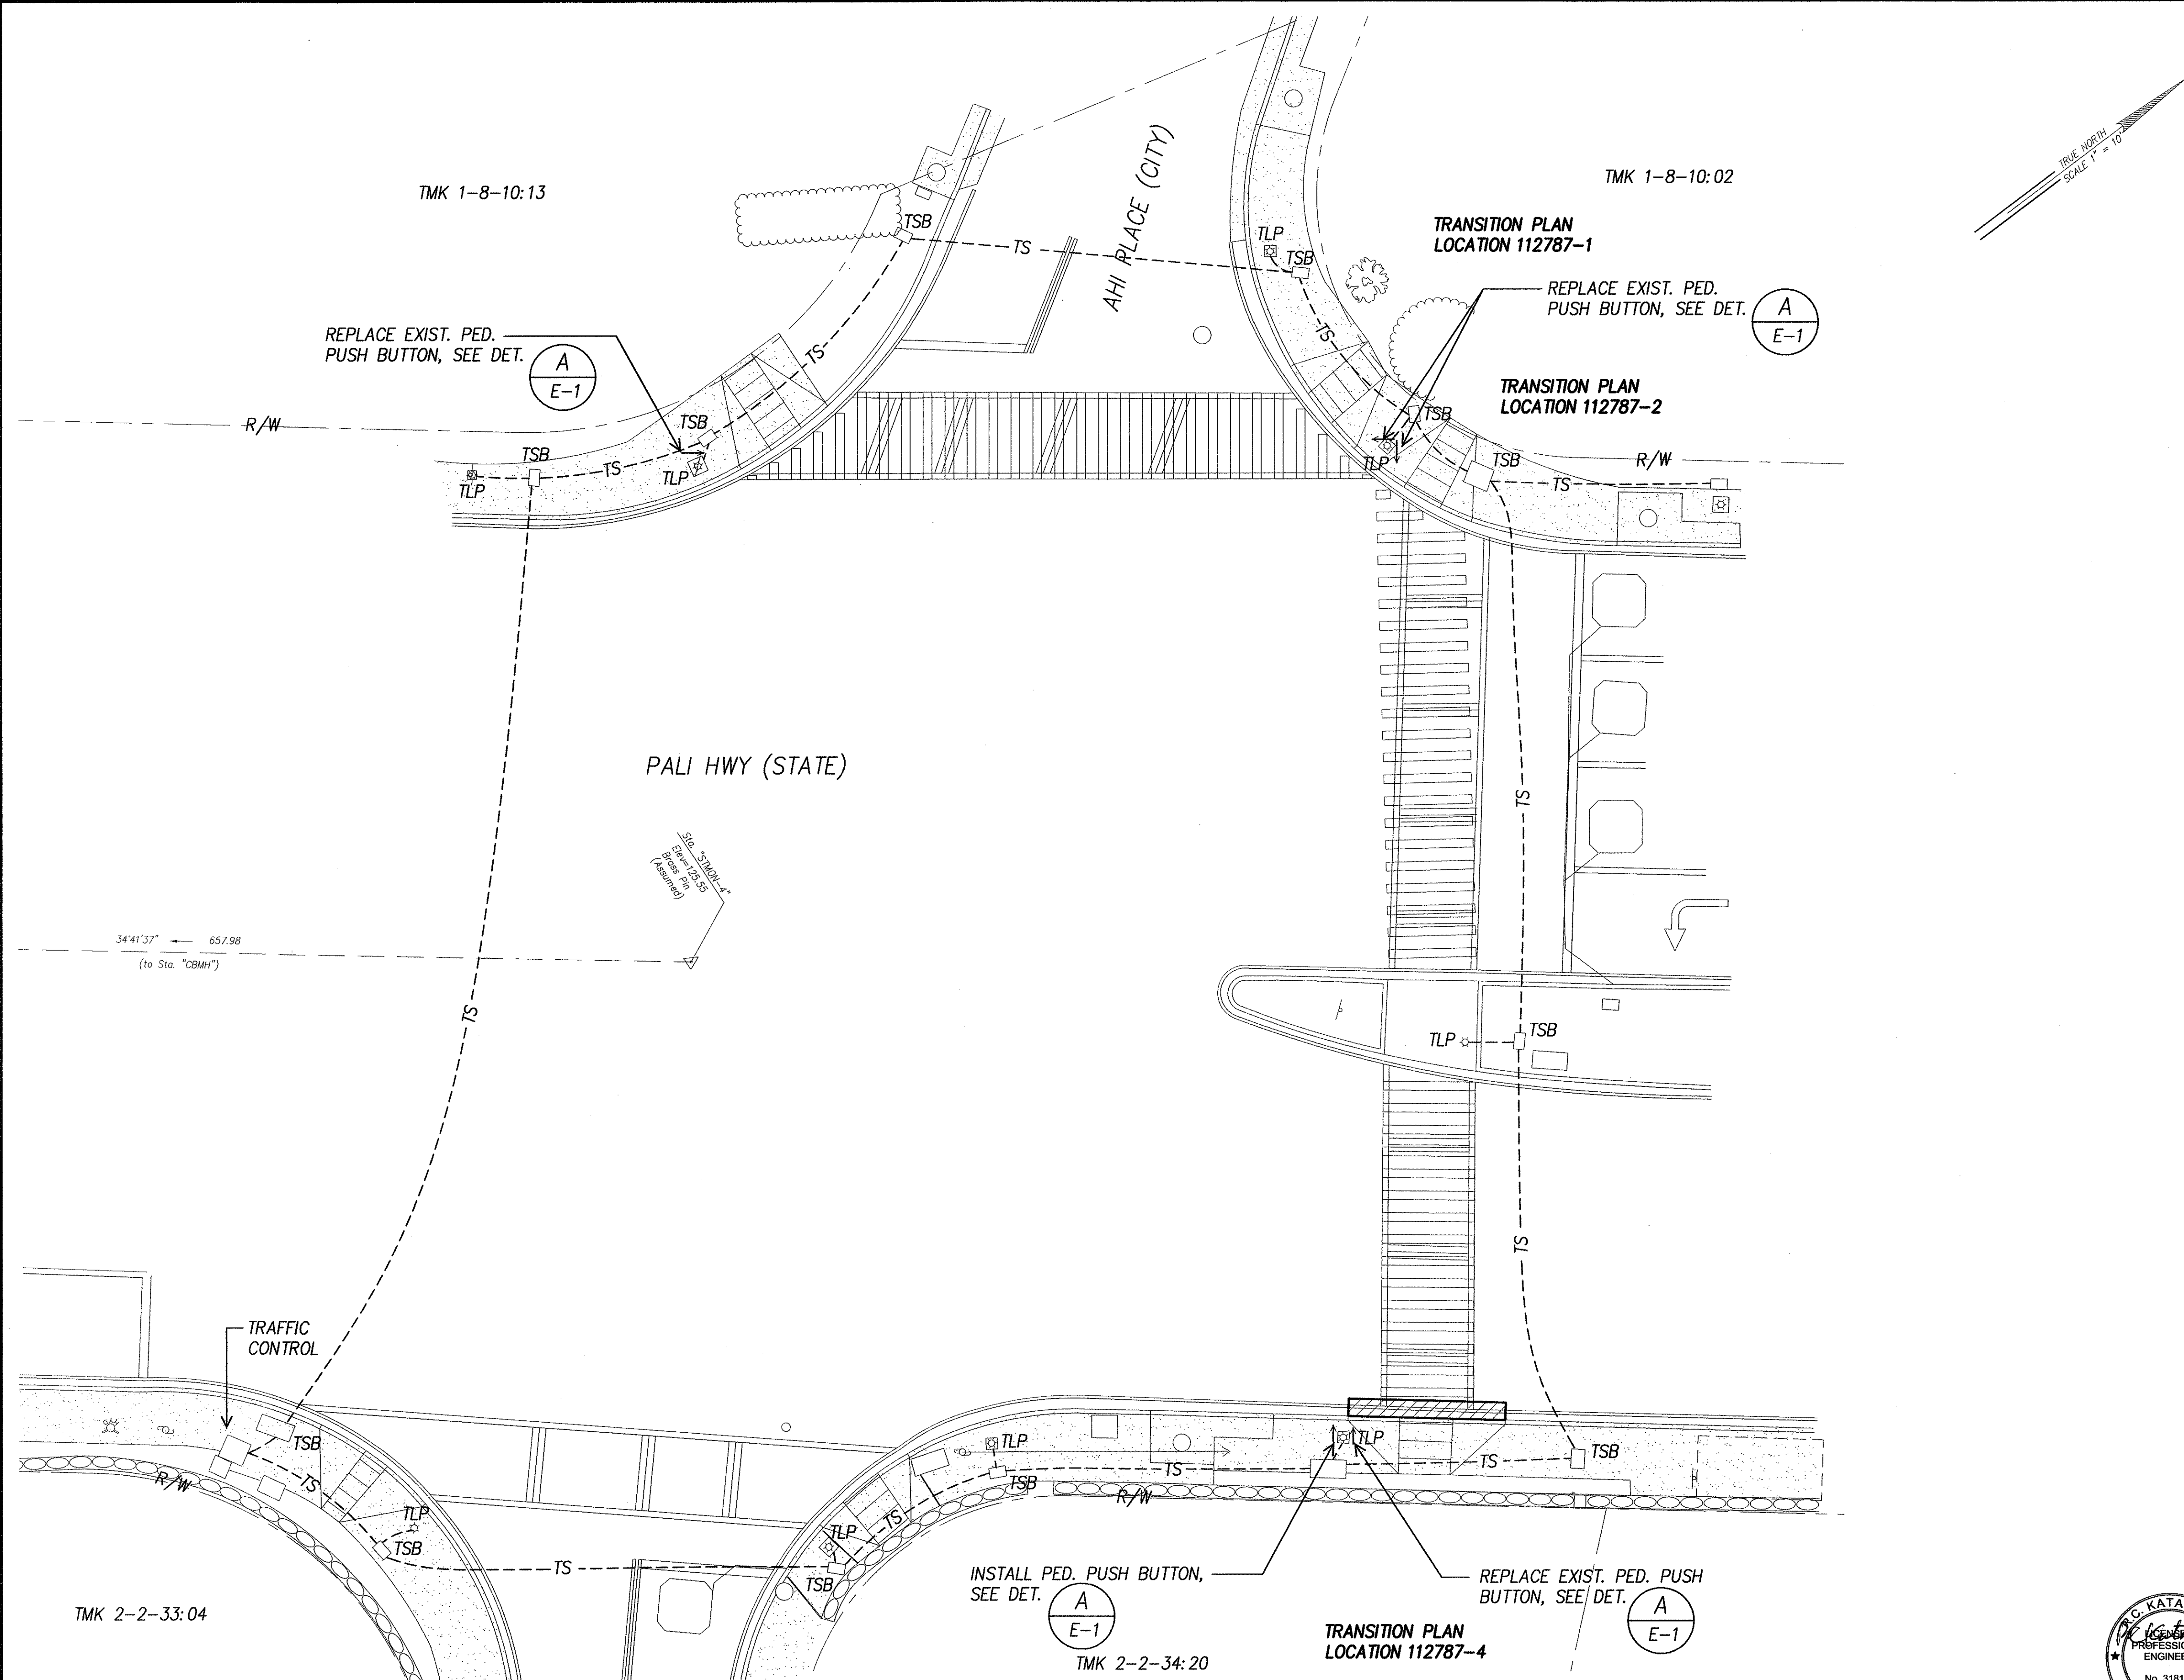 TMK 1-8-10:13
AHI PLACE (CITY)
TMK 1-8-10:02
TRUE NORTH
SCALE 1" = 10'
TRANSITION PLAN
LOCATION 112787-1
REPLACE EXIST. PED.
PUSH BUTTON, SEE DET.
A
E-1
TSB
TS
TLP
TSB
TS
REPLACE EXIST. PED.
PUSH BUTTON, SEE DET.
A
E-1
TS
TRANSITION PLAN
LOCATION 112787-2
R/W
TSB
TSB
TS
TLP
TLP
TSB
TLP
TSB
TS
R/W
PALI HWY (STATE)
TS
Sta. "STMON-4"
Elev=125.55
Brass Pin
(Assumed)
34°41'37" 657.98
(to Sta. "CBMH")
TS
TLP
TSB
TS
TRAFFIC
CONTROL
TSB
TS
R/W
TLP
TSB
TS
TLP
TSB
TS
TLP
TSB
TS
R/W
TLP
TS
TSB
INSTALL PED. PUSH BUTTON,
SEE DET.
A
E-1
REPLACE EXIST. PED. PUSH
BUTTON, SEE DET.
A
E-1
TRANSITION PLAN
LOCATION 112787-4
TMK 2-2-33:04
TMK 2-2-34:20